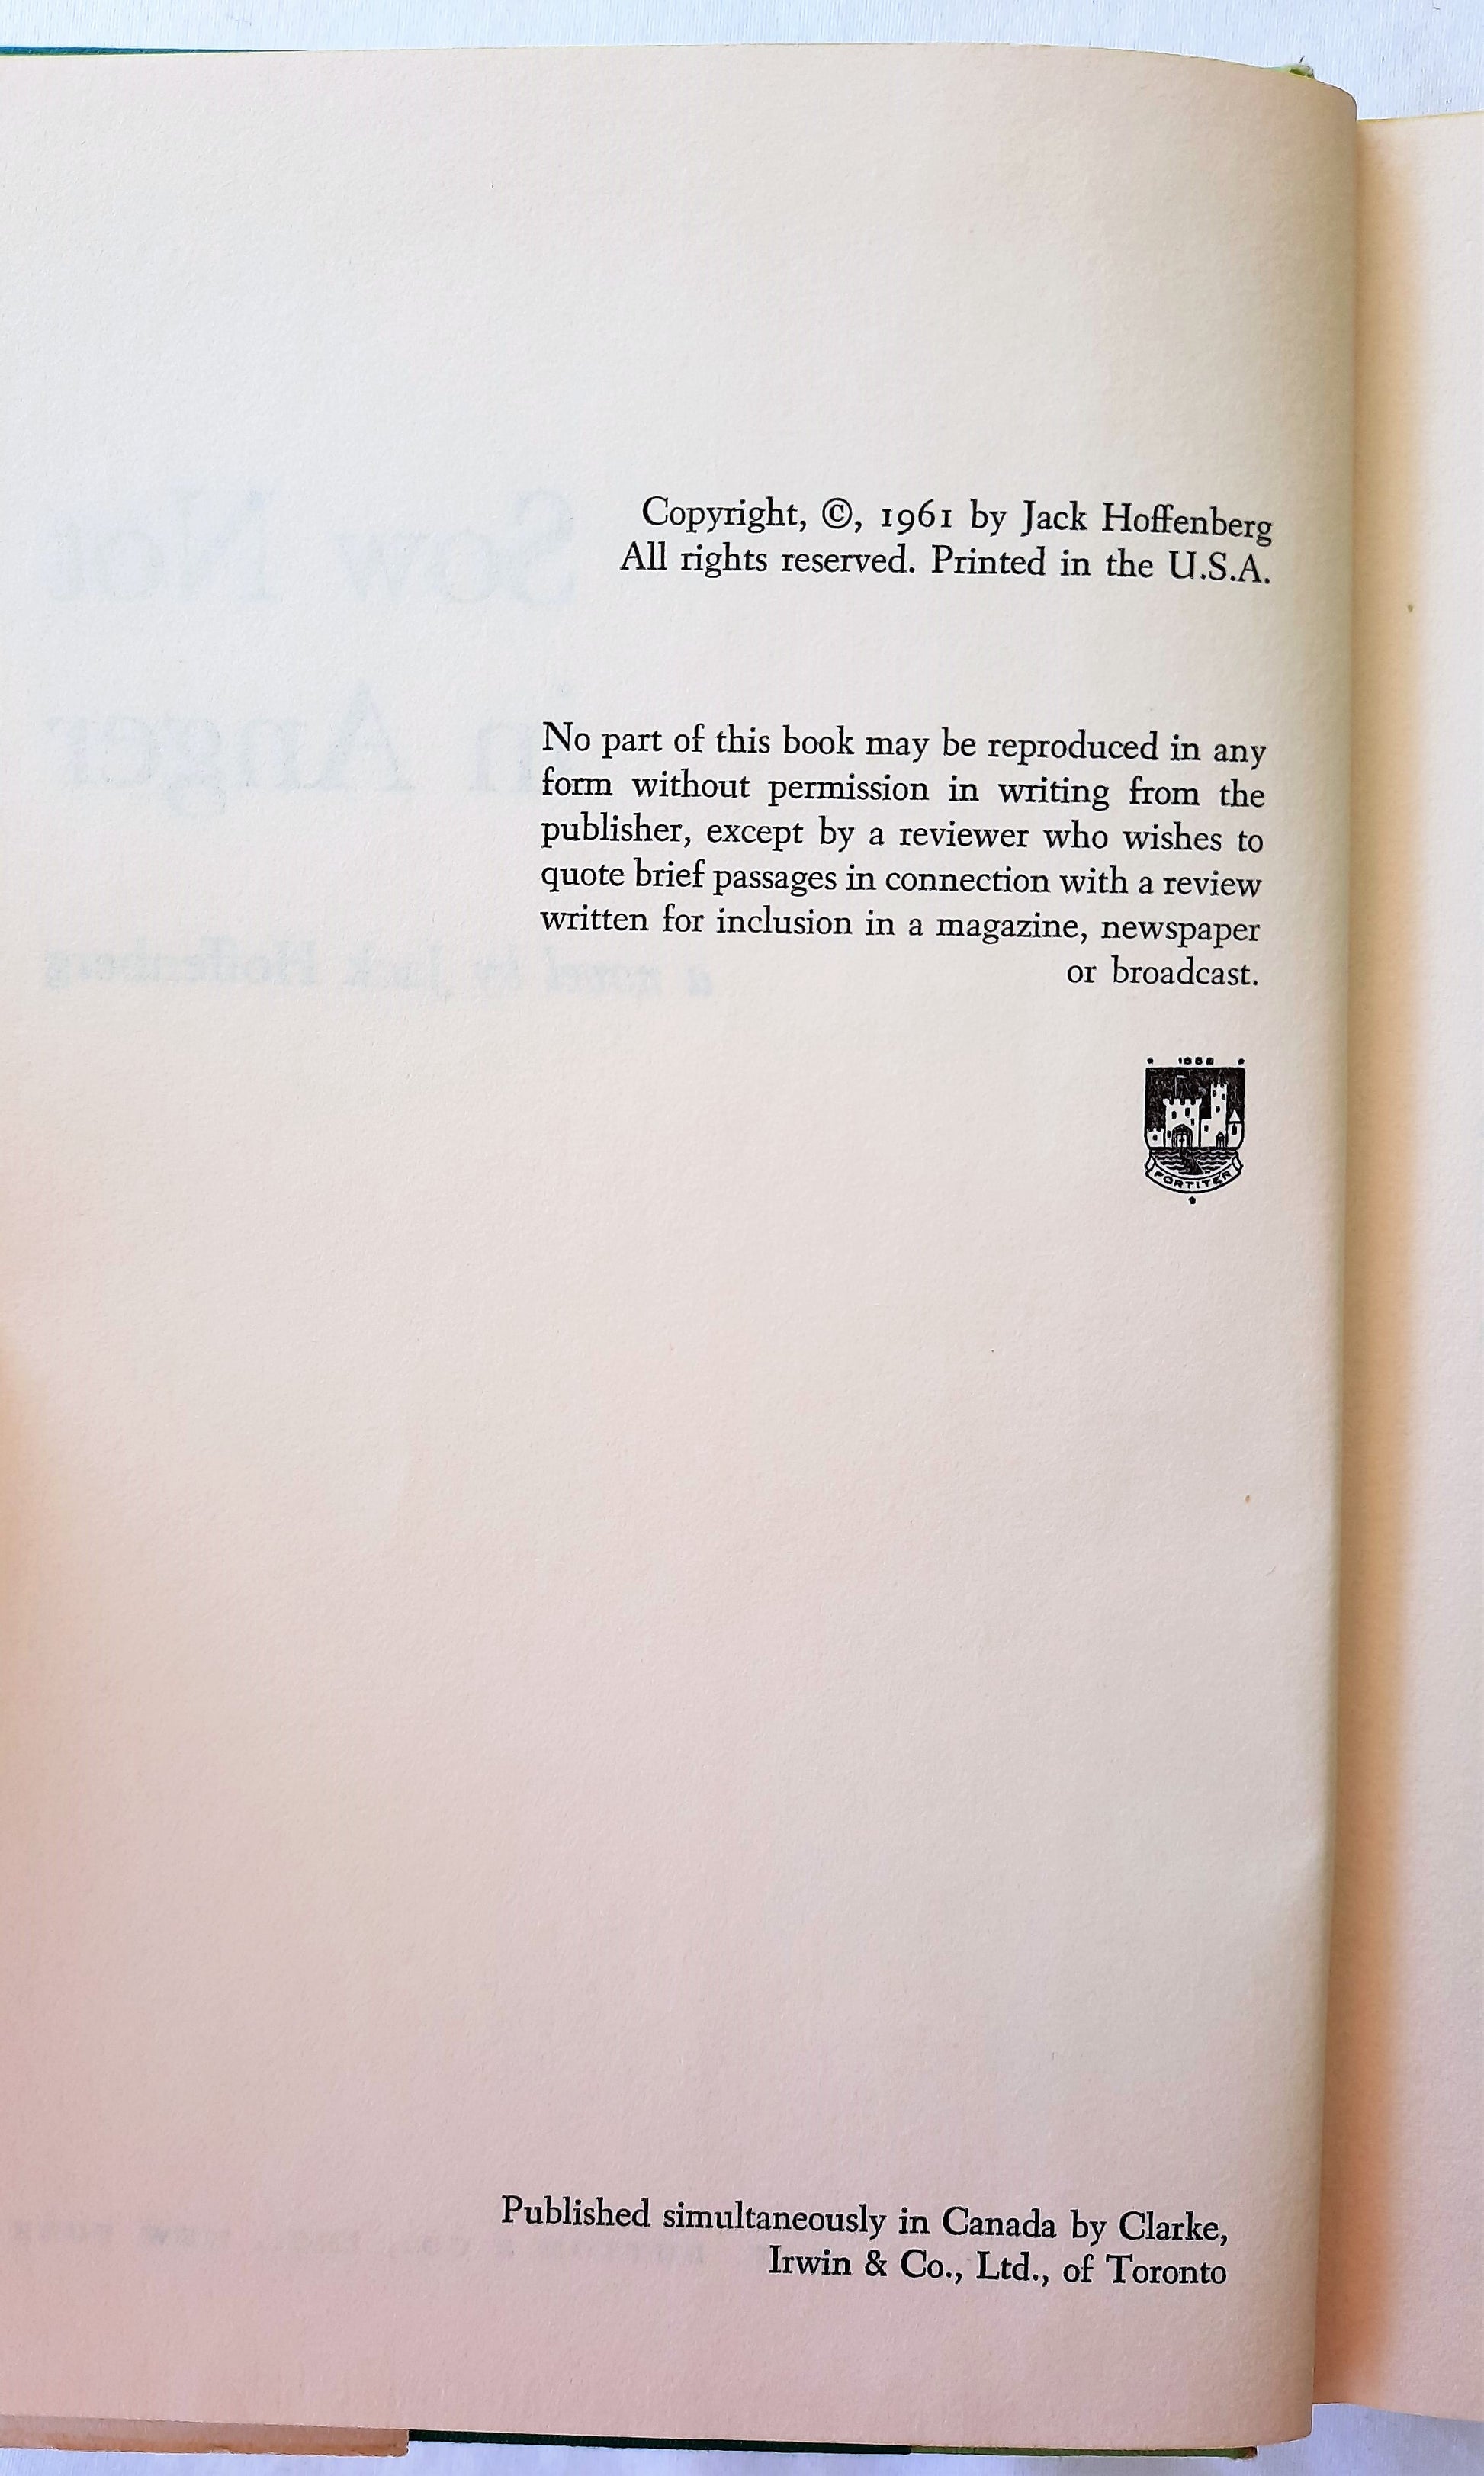 Copyright, ©, 1961 by Jack Hoffenberg
All rights reserved. Printed in the U.S.A.
No part of this book may be reproduced in any
form without permission in writing from the
publisher, except by a reviewer who wishes to
quote brief passages in connection with a review
written for inclusion in a magazine, newspaper
or broadcast.
FORTITER
Published simultaneously in Canada by Clarke,
Irwin & Co., Ltd., of Toronto